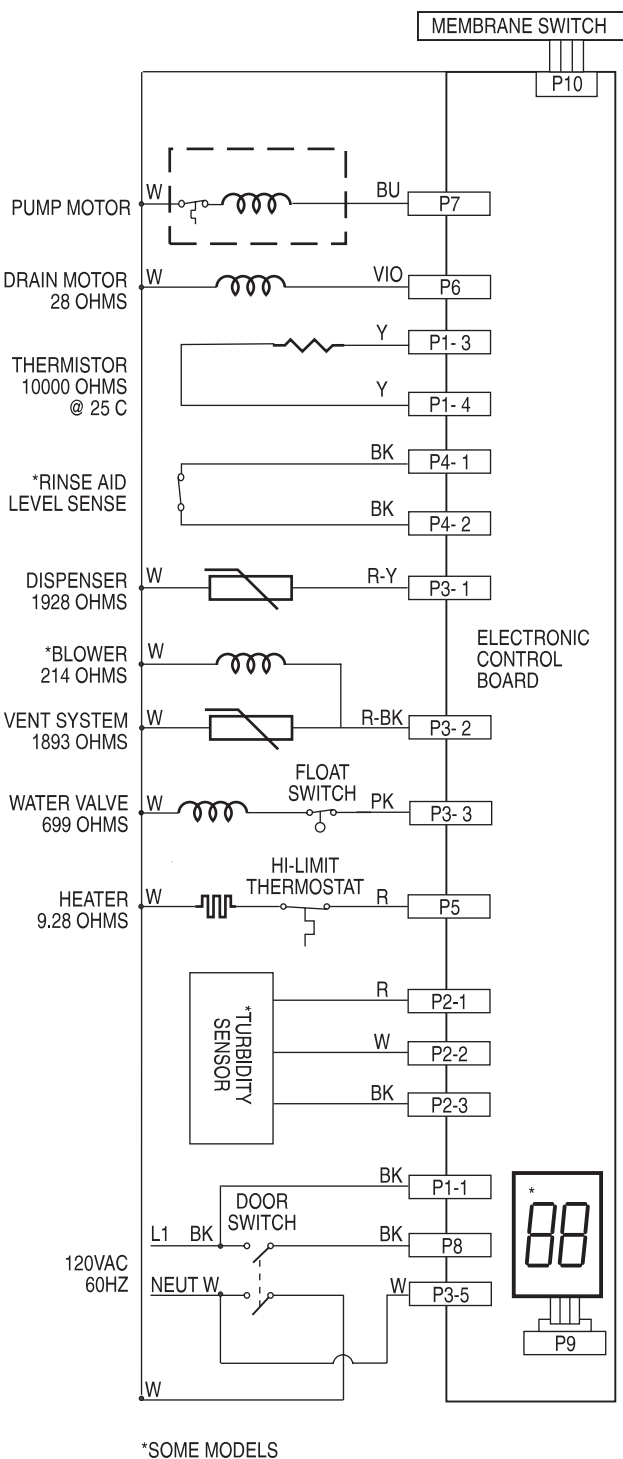 MEMBRANE SWITCH
P10
PUMP MOTOR
W
BU
P7
DRAIN MOTOR
28 OHMS
W
VIO
P6
THERMISTOR
10000 OHMS
@ 25 C
Y
P1- 3
Y
P1- 4
*RINSE AID
LEVEL SENSE
BK
P4- 1
BK
P4- 2
DISPENSER
1928 OHMS
W
R-Y
P3- 1
*BLOWER
214 OHMS
W
ELECTRONIC
CONTROL
BOARD
VENT SYSTEM
1893 OHMS
W
R-BK
P3- 2
WATER VALVE
699 OHMS
W
FLOAT
SWITCH
PK
P3- 3
HEATER
9.28 OHMS
W
HI-LIMIT
THERMOSTAT
R
P5
*TURBIDITY
SENSOR
R
P2-1
W
P2-2
BK
P2-3
BK
P1-1
120VAC
60HZ
L1 BK
DOOR
SWITCH
BK
P8
NEUT W
W
P3-5
W
*
88
P9
*SOME MODELS